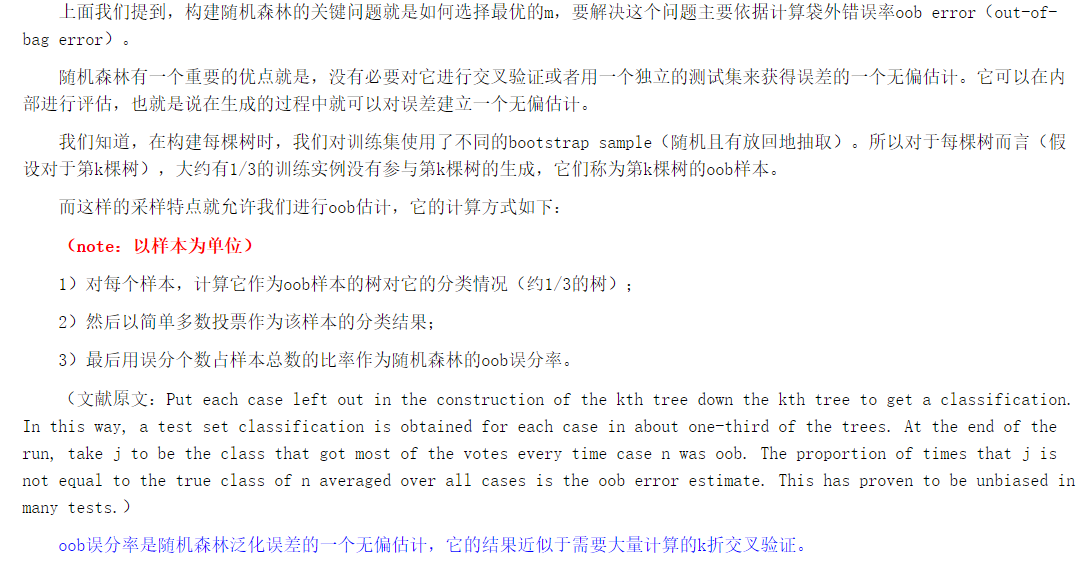 上面我们提到，构建随机森林的关键问题就是如何选择最优的m，要解决这个问题主要依据计算袋外错误率oob error（out-of-
bag error）。
随机森林有一个重要的优点就是，没有必要对它进行交叉验证或者用一个独立的测试集来获得误差的一个无偏估计。它可以在内
部进行评估，也就是说在生成的过程中就可以对误差建立一个无偏估计。
我们知道，在构建每棵树时，我们对训练集使用了不同的bootstrap sample（随机且有放回地抽取）。所以对于每棵树而言（假
设对于第k棵树），大约有1/3的训练实例没有参与第k棵树的生成，它们称为第k棵树的oob样本。
而这样的采样特点就允许我们进行oob估计，它的计算方式如下：
（note：以样本为单位）
1）对每个样本，计算它作为oob样本的树对它的分类情况（约1/3的树）；
2）然后以简单多数投票作为该样本的分类结果；
3）最后用误分个数占样本总数的比率作为随机森林的oob误分率。
（文献原文：Put each case left out in the construction of the kth tree down the kth tree to get a classification.
In this way, a test set classification is obtained for each case in about one-third of the trees. At the end of the
run, take j to be the class that got most of the votes every time case n was oob. The proportion of times that j is
not equal to the true class of n averaged over all cases is the oob error estimate. This has proven to be unbiased in
many tests.）
oob误分率是随机森林泛化误差的一个无偏估计，它的结果近似于需要大量计算的k折交叉验证。